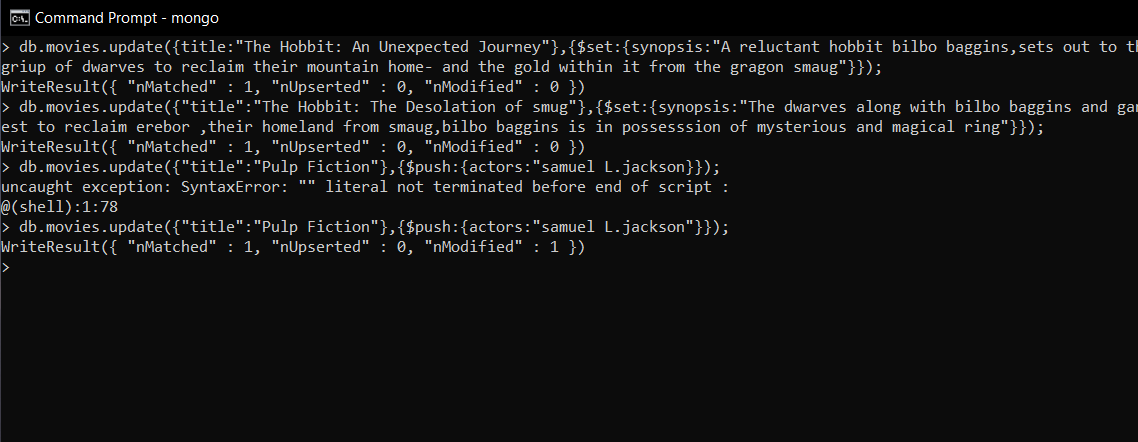 Command Prompt - mongo
> db.movies.update({title:"The Hobbit: An Unexpected Journey"},{$set:{synopsis:"A reluctant hobbit bilbo baggins,sets out to
griup of dwarves to reclaim their mountain home- and the gold within it from the gragon smaug"}});
WriteResult({ "nMatched" : 1, "nUpserted" : 0, "nModified" : 0 })
> db.movies.update({"title":"The Hobbit: The Desolation of smug"},{$set:{synopsis:"The dwarves along with bilbo baggins and
est to reclaim erebor ,their homeland from smaug,bilbo baggins is in possesssion of mysterious and magical ring"}});
WriteResult({ "nMatched" : 1, "nUpserted" : 0, "nModified" : 0 })
> db.movies.update({"title":"Pulp Fiction"},{$push:{actors:"samuel L.jackson}});
uncaught exception: SyntaxError: "" literal not terminated before end of script :
@(shell):1:78
> db.movies.update({"title":"Pulp Fiction"},{$push:{actors:"samuel L.jackson"}});
WriteResult({ "nMatched" : 1, "nUpserted" : 0, "nModified" : 1 })
>